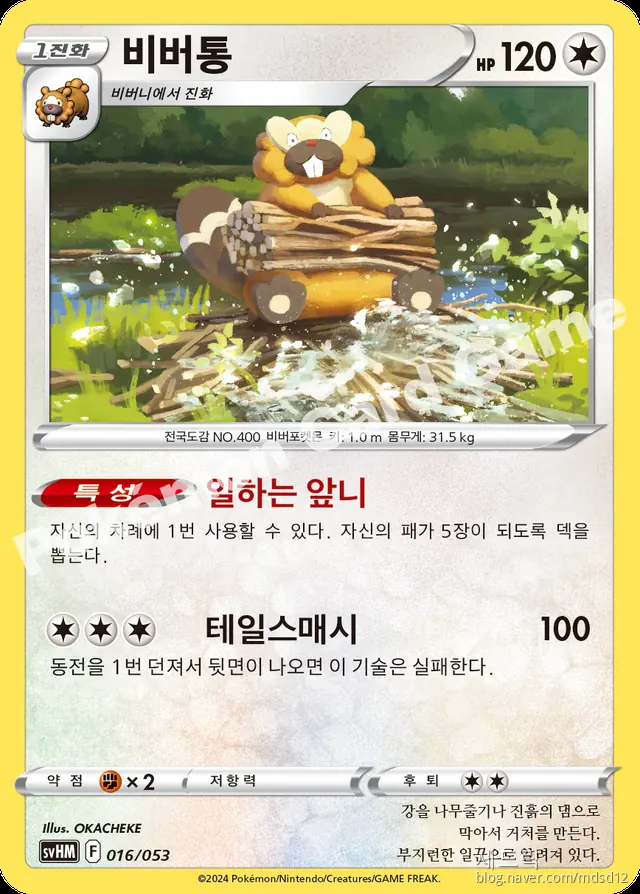 1진화
비버통
HP 120
비버니에서 진화
전국도감 NO.400 비버포켓몬 키: 1.0 m 몸무게: 31.5 kg
특성 일하는 앞니
자신의 차례에 1번 사용할 수 있다. 자신의 패가 5장이 되도록 덱을
뽑는다.
테일스매시 100
동전을 1번 던져서 뒷면이 나오면 이 기술은 실패한다.
약점 ×2 저항력 후퇴
강을 나무줄기나 진흙의 댐으로
막아서 거처를 만든다.
부지런한 일꾼으로 알려져 있다.
Illus. OKACHEKE
svHM F 016/053
©2024 Pokémon/Nintendo/Creatures/GAME FREAK.
Pokémon Card Game
blog.naver.com/mdsd12